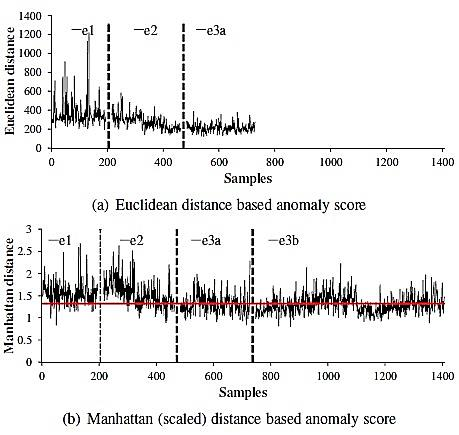 1400
1200
1000
800
600
400
200
0
Euclidean distance
−e1 −e2 −e3a
0 200 400 600 800 1000 1200 1400
Samples
(a) Euclidean distance based anomaly score
3
2.5
2
1.5
1
0.5
0
Manhattan distance
−e1 −e2 −e3a −e3b
0 200 400 600 800 1000 1200 1400
Samples
(b) Manhattan (scaled) distance based anomaly score